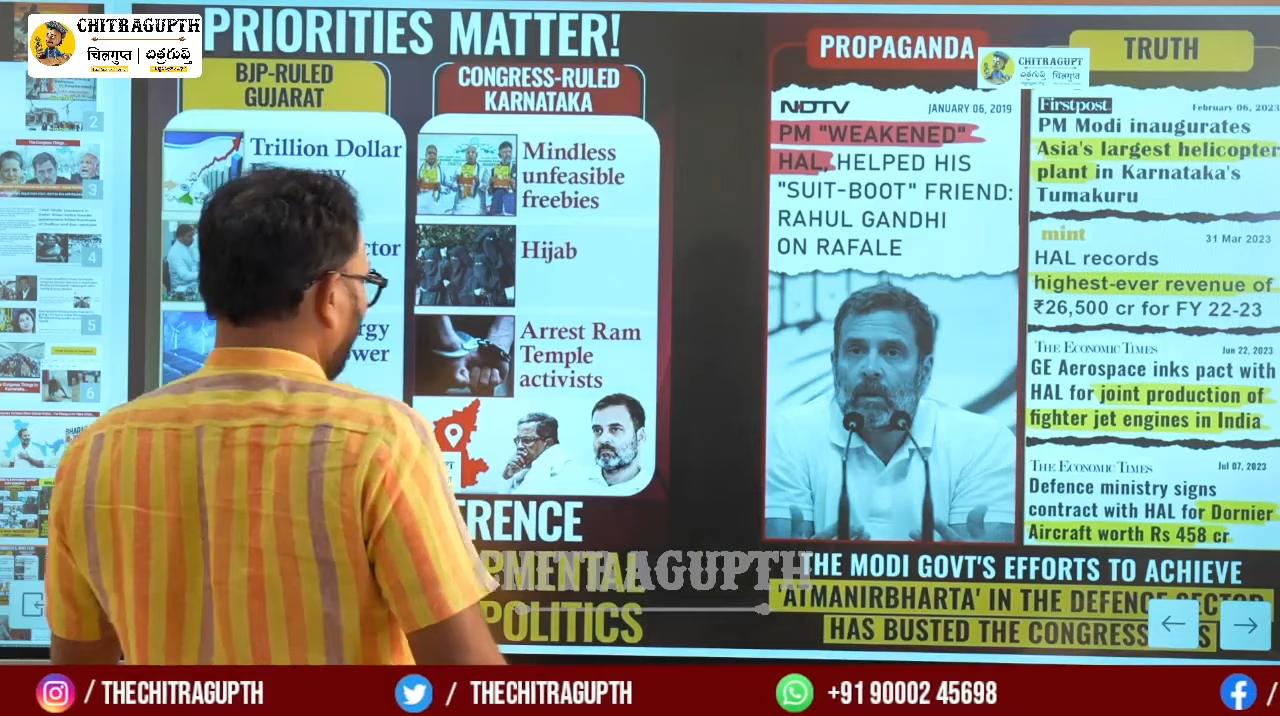 CHITRAGUPTH
PRIORITIES MATTER!
BJP-RULED
GUJARAT
Trillion Dollar
CONGRESS-RULED
KARNATAKA
Mindless
unfeasible
freebies
Hijab
Arrest Ram
Temple
activists
POLITICS
2
3
4
5
6
PROPAGANDA
CHITRAGUPT
TRUTH
NDTV
JANUARY 06, 2019
PM "WEAKENED"
HAL, HELPED HIS
"SUIT-BOOT" FRIEND:
RAHUL GANDHI
ON RAFALE
Firstpost.
February 06, 2023
PM Modi inaugurates
Asia's largest helicopter
plant in Karnataka's
Tumakuru
mint
31 Mar 2023
HAL records
highest-ever revenue of
₹26,500 cr for FY 22-23
THE ECONOMIC TIMES
Jun 22, 2023
GE Aerospace inks pact with
HAL for joint production of
fighter jet engines in India
THE ECONOMIC TIMES
Jul 07, 2023
Defence ministry signs
contract with HAL for Dornier
Aircraft worth Rs 458 cr
THE MODI GOVT'S EFFORTS TO ACHIEVE
'ATMANIRBHARTA' IN THE DEFENCE SECTOR
HAS BUSTED THE CONGRESS
/ THECHITRAGUPTH
/ THECHITRAGUPTH
+91 90002 45698
/